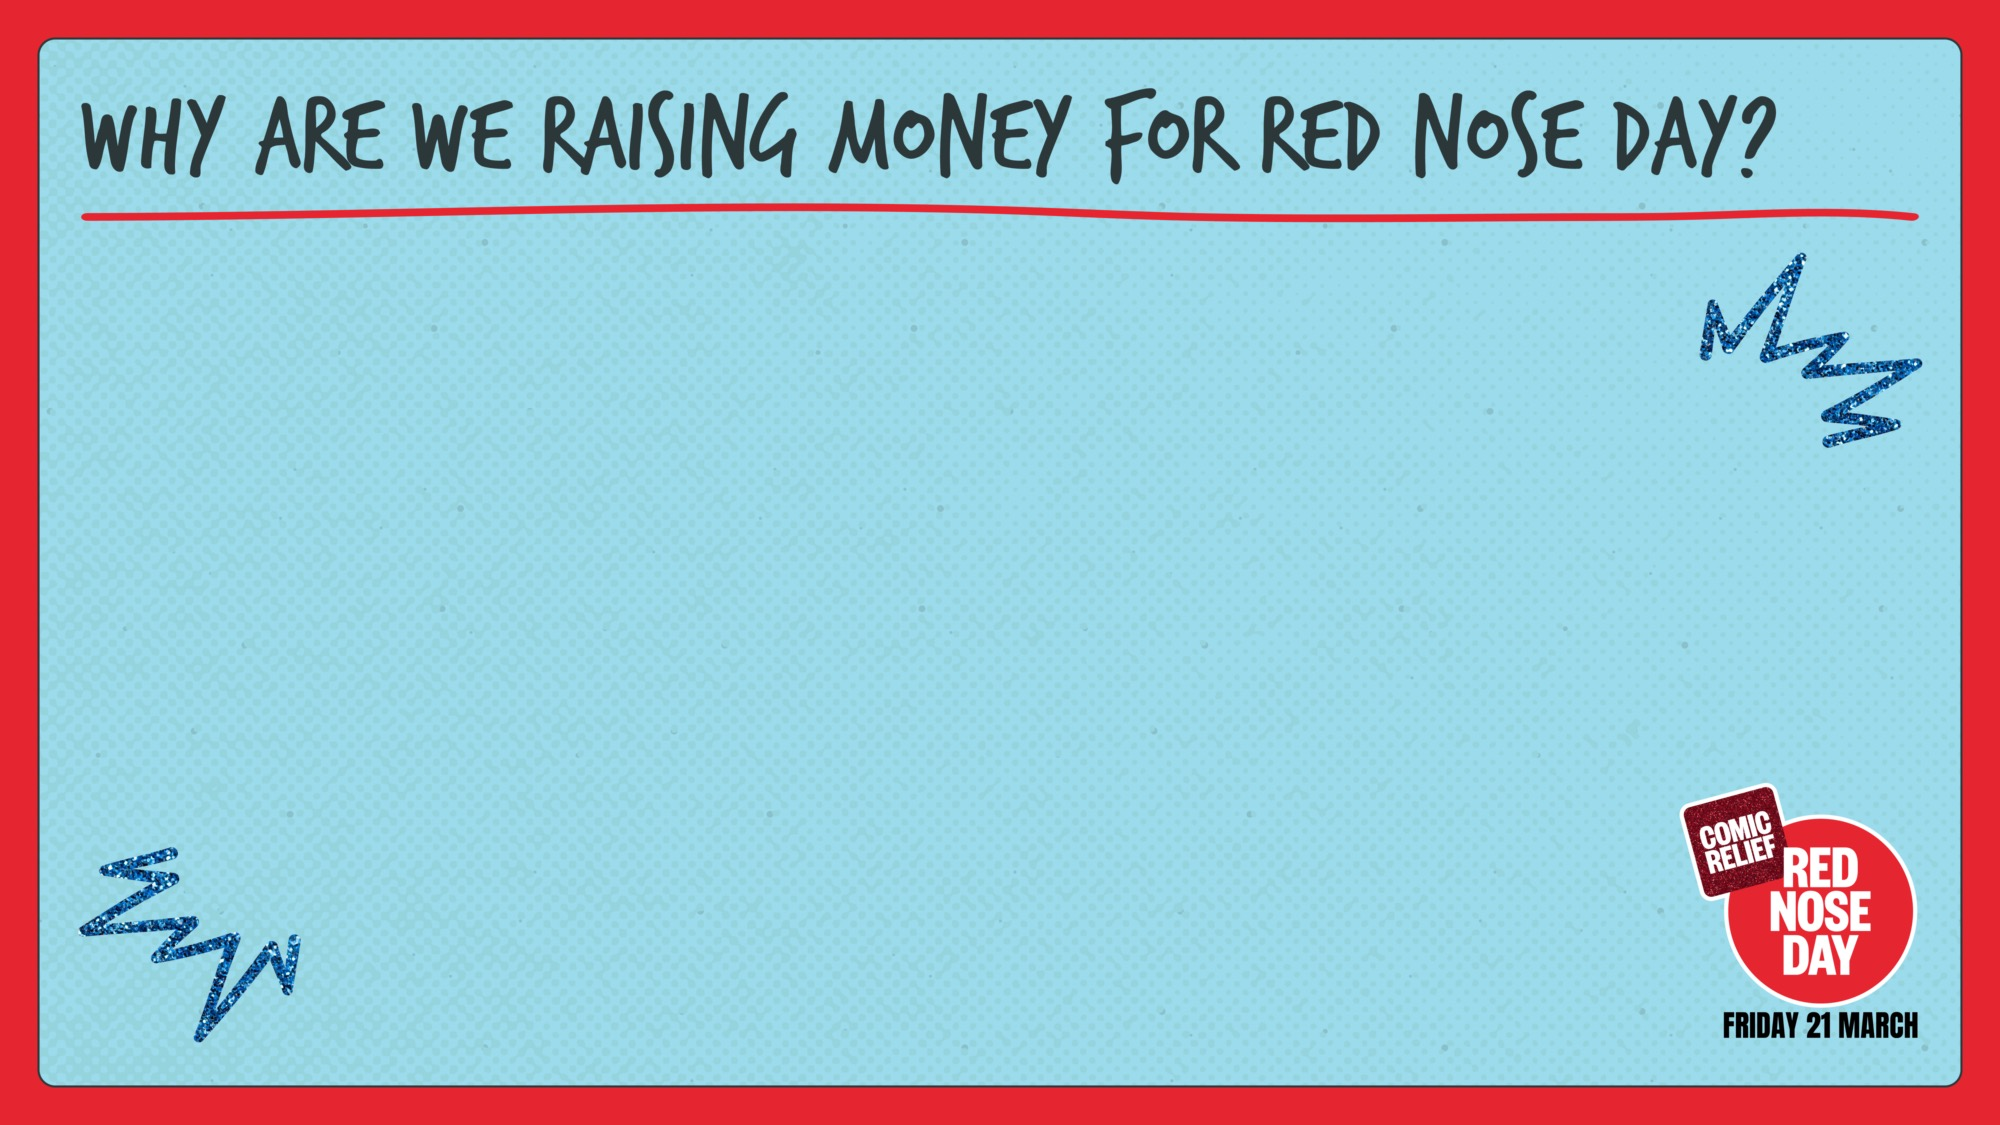 WHY ARE WE RAISING MONEY FOR RED NOSE DAY?
COMIC
RELIEF
RED
NOSE
DAY
FRIDAY 21 MARCH